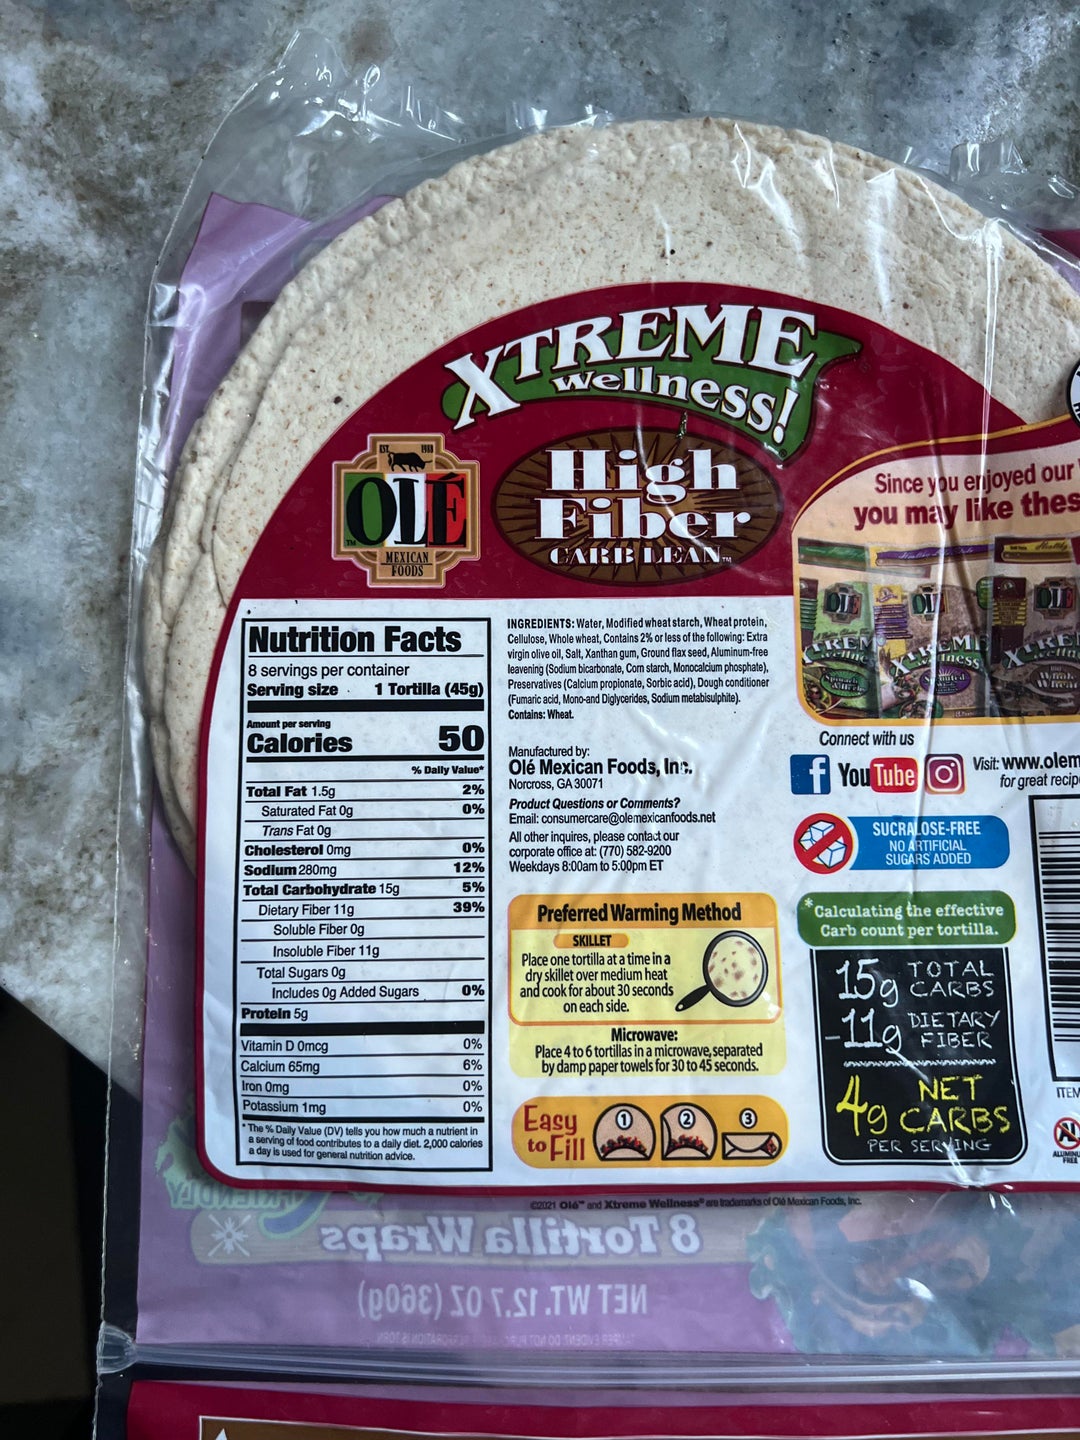 XTREME
wellness!
EST. 1988
OLÉ
™
MEXICAN
FOODS
High
Fiber
CARB LEAN™
Since you enjoyed our
you may like thes
Nutrition Facts
8 servings per container
Serving size 1 Tortilla (45g)
Amount per serving
Calories 50
% Daily Value*
Total Fat 1.5g 2%
Saturated Fat 0g 0%
Trans Fat 0g
Cholesterol 0mg 0%
Sodium 280mg 12%
Total Carbohydrate 15g 5%
Dietary Fiber 11g 39%
Soluble Fiber 0g
Insoluble Fiber 11g
Total Sugars 0g
Includes 0g Added Sugars 0%
Protein 5g
Vitamin D 0mcg 0%
Calcium 65mg 6%
Iron 0mg 0%
Potassium 1mg 0%
* The % Daily Value (DV) tells you how much a nutrient in
a serving of food contributes to a daily diet. 2,000 calories
a day is used for general nutrition advice.
INGREDIENTS: Water, Modified wheat starch, Wheat protein,
Cellulose, Whole wheat, Contains 2% or less of the following: Extra
virgin olive oil, Salt, Xanthan gum, Ground flax seed, Aluminum-free
leavening (Sodium bicarbonate, Corn starch, Monocalcium phosphate),
Preservatives (Calcium propionate, Sorbic acid), Dough conditioner
(Fumaric acid, Mono-and Diglycerides, Sodium metabisulphite).
Contains: Wheat.
Manufactured by:
Olé Mexican Foods, Inc.
Norcross, GA 30071
Product Questions or Comments?
Email: consumercare@olemexicanfoods.net
All other inquires, please contact our
corporate office at: (770) 582-9200
Weekdays 8:00am to 5:00pm ET
Preferred Warming Method
SKILLET
Place one tortilla at a time in a
dry skillet over medium heat
and cook for about 30 seconds
on each side.
Microwave:
Place 4 to 6 tortillas in a microwave, separated
by damp paper towels for 30 to 45 seconds.
Easy
to Fill
1 2 3
Connect with us
f YouTube
Visit: www.olem
for great recip
SUCRALOSE-FREE
NO ARTIFICIAL
SUGARS ADDED
*Calculating the effective
Carb count per tortilla.
15g TOTAL CARBS
-11g DIETARY FIBER
4g NET CARBS
PER SERVING
ITEM
ALUMINU
FREE
©2021 Olé™ and Xtreme Wellness® are trademarks of Olé Mexican Foods, Inc.
FRIENDLY
8 Tortilla Wraps
NET WT. 12.7 OZ (360g)